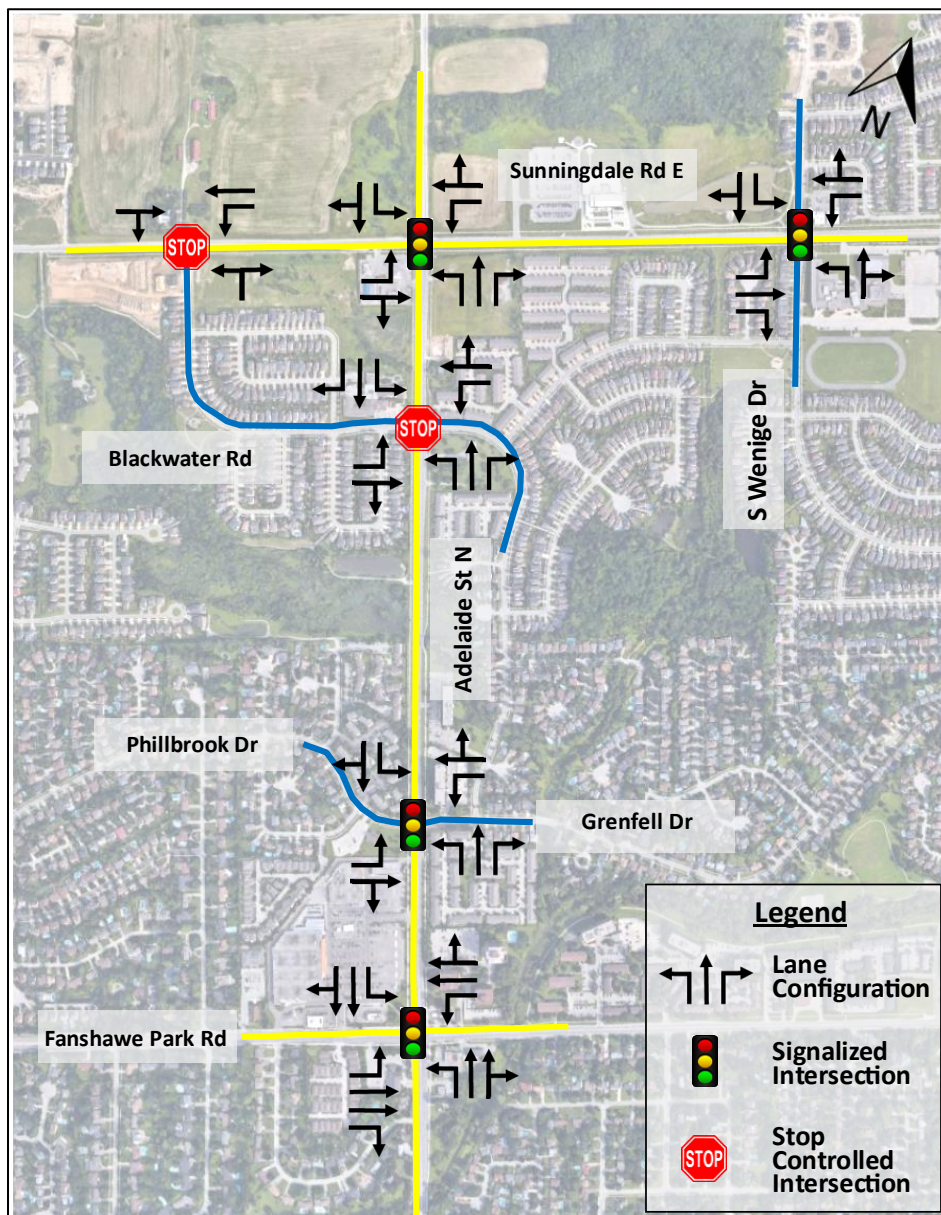 N
Sunningdale Rd E
STOP
Blackwater Rd
STOP
S Wenige Dr
Adelaide St N
Phillbrook Dr
Grenfell Dr
Fanshawe Park Rd
Legend
Lane
Configuration
Signalized
Intersection
STOP
Stop
Controlled
Intersection